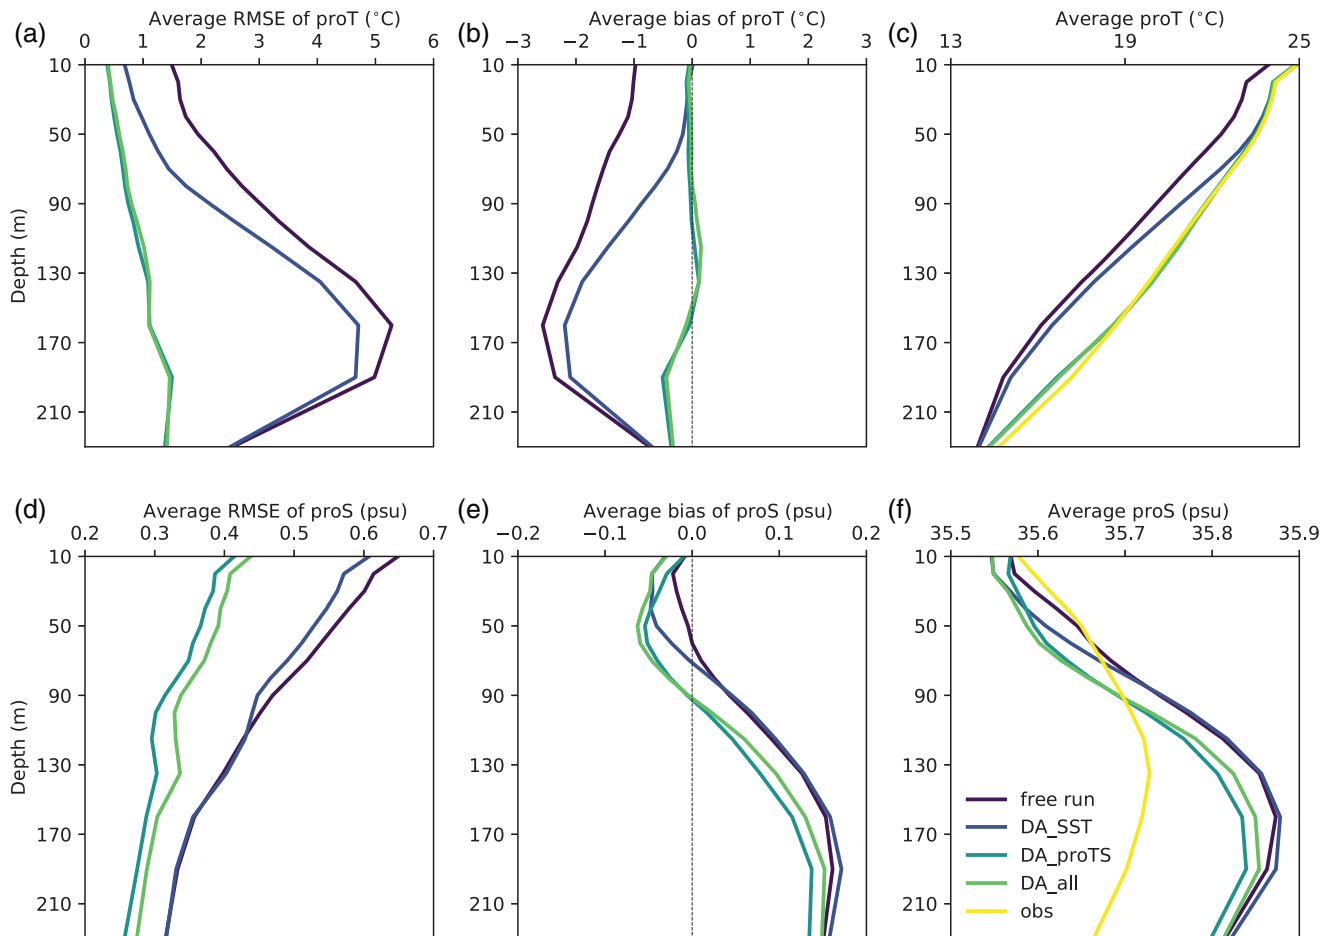 (a) Average RMSE of proT (°C)
0 1 2 3 4 5 6
10
50
90
130
170
210
Depth (m)
(b) Average bias of proT (°C)
−3 −2 −1 0 1 2 3
10
50
90
130
170
210
(c) Average proT (°C)
13 19 25
10
50
90
130
170
210
(d) Average RMSE of proS (psu)
0.2 0.3 0.4 0.5 0.6 0.7
10
50
90
130
170
210
Depth (m)
(e) Average bias of proS (psu)
−0.2 −0.1 0.0 0.1 0.2
10
50
90
130
170
210
(f) Average proS (psu)
35.5 35.6 35.7 35.8 35.9
10
50
90
130
170
210
free run
DA_SST
DA_proTS
DA_all
obs